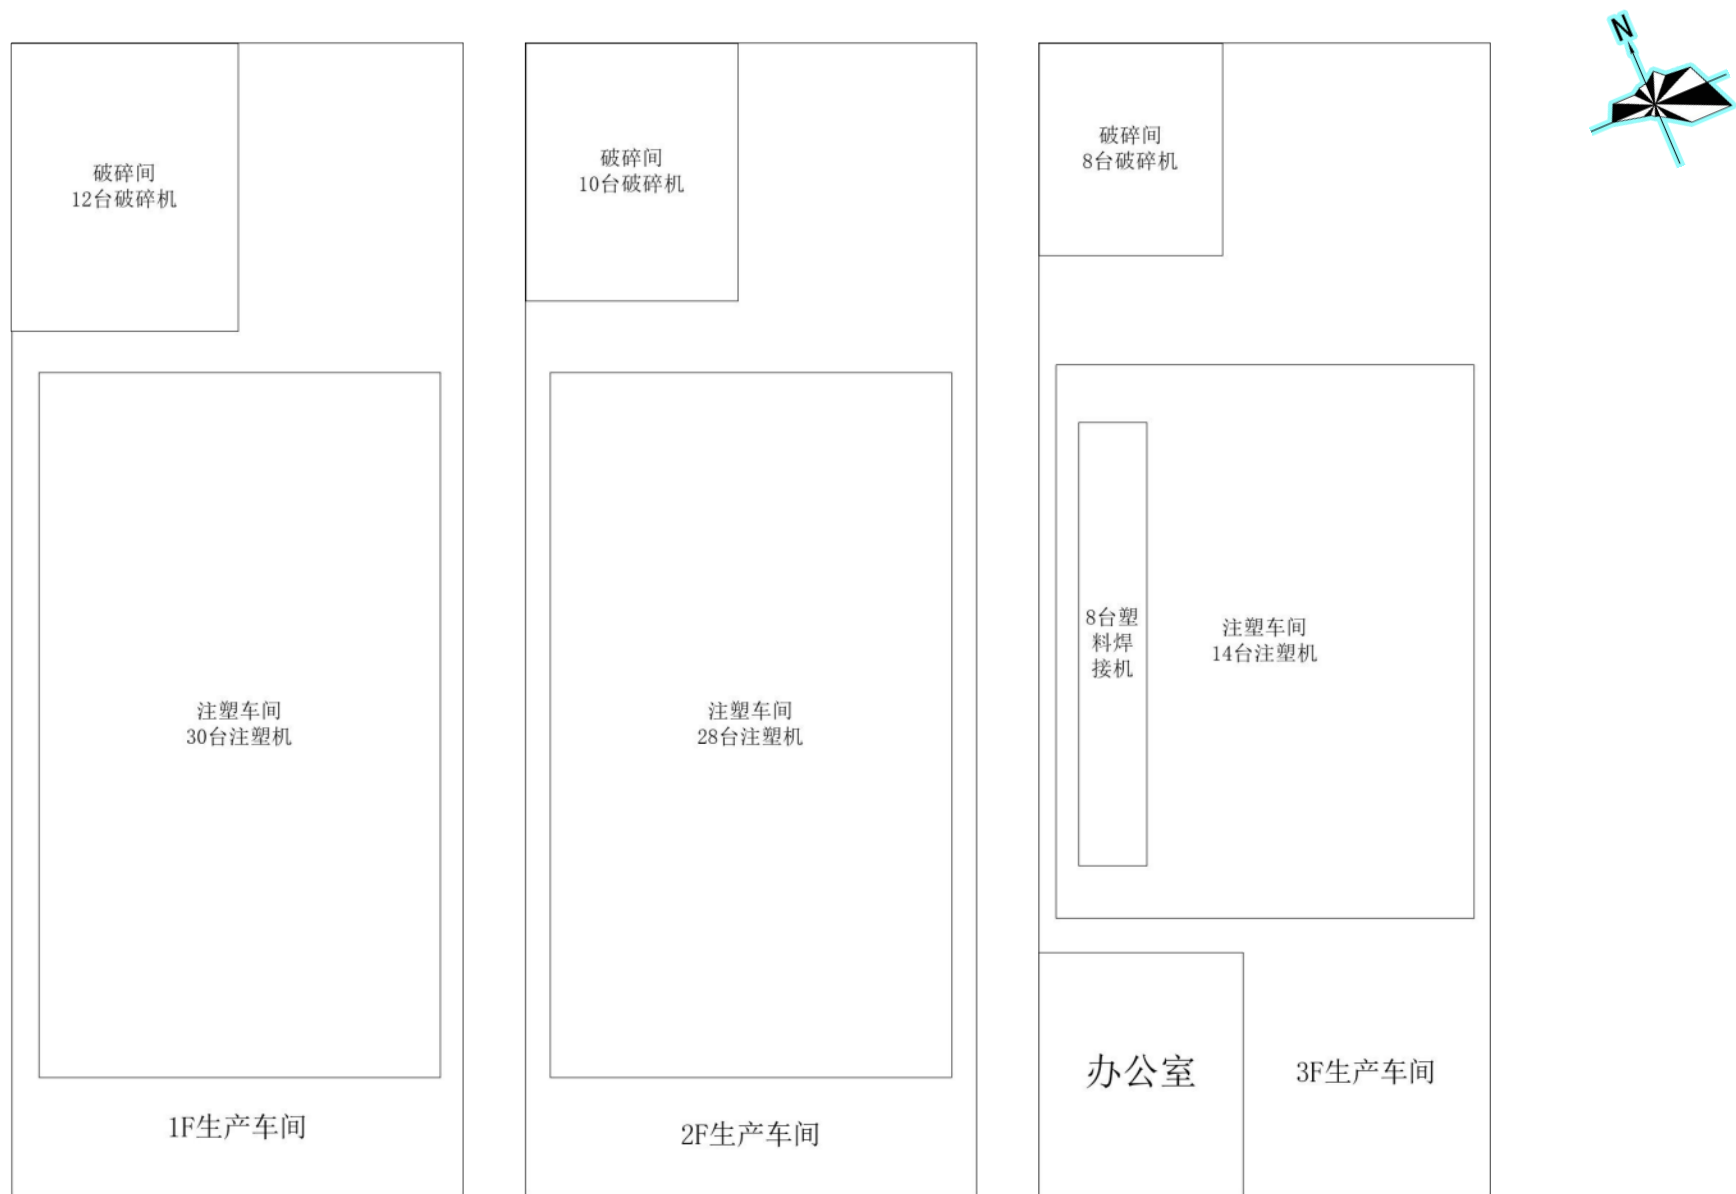 N
破碎间
12台破碎机
注塑车间
30台注塑机
1F生产车间
破碎间
10台破碎机
注塑车间
28台注塑机
2F生产车间
破碎间
8台破碎机
8台塑
料焊
接机
注塑车间
14台注塑机
办公室
3F生产车间